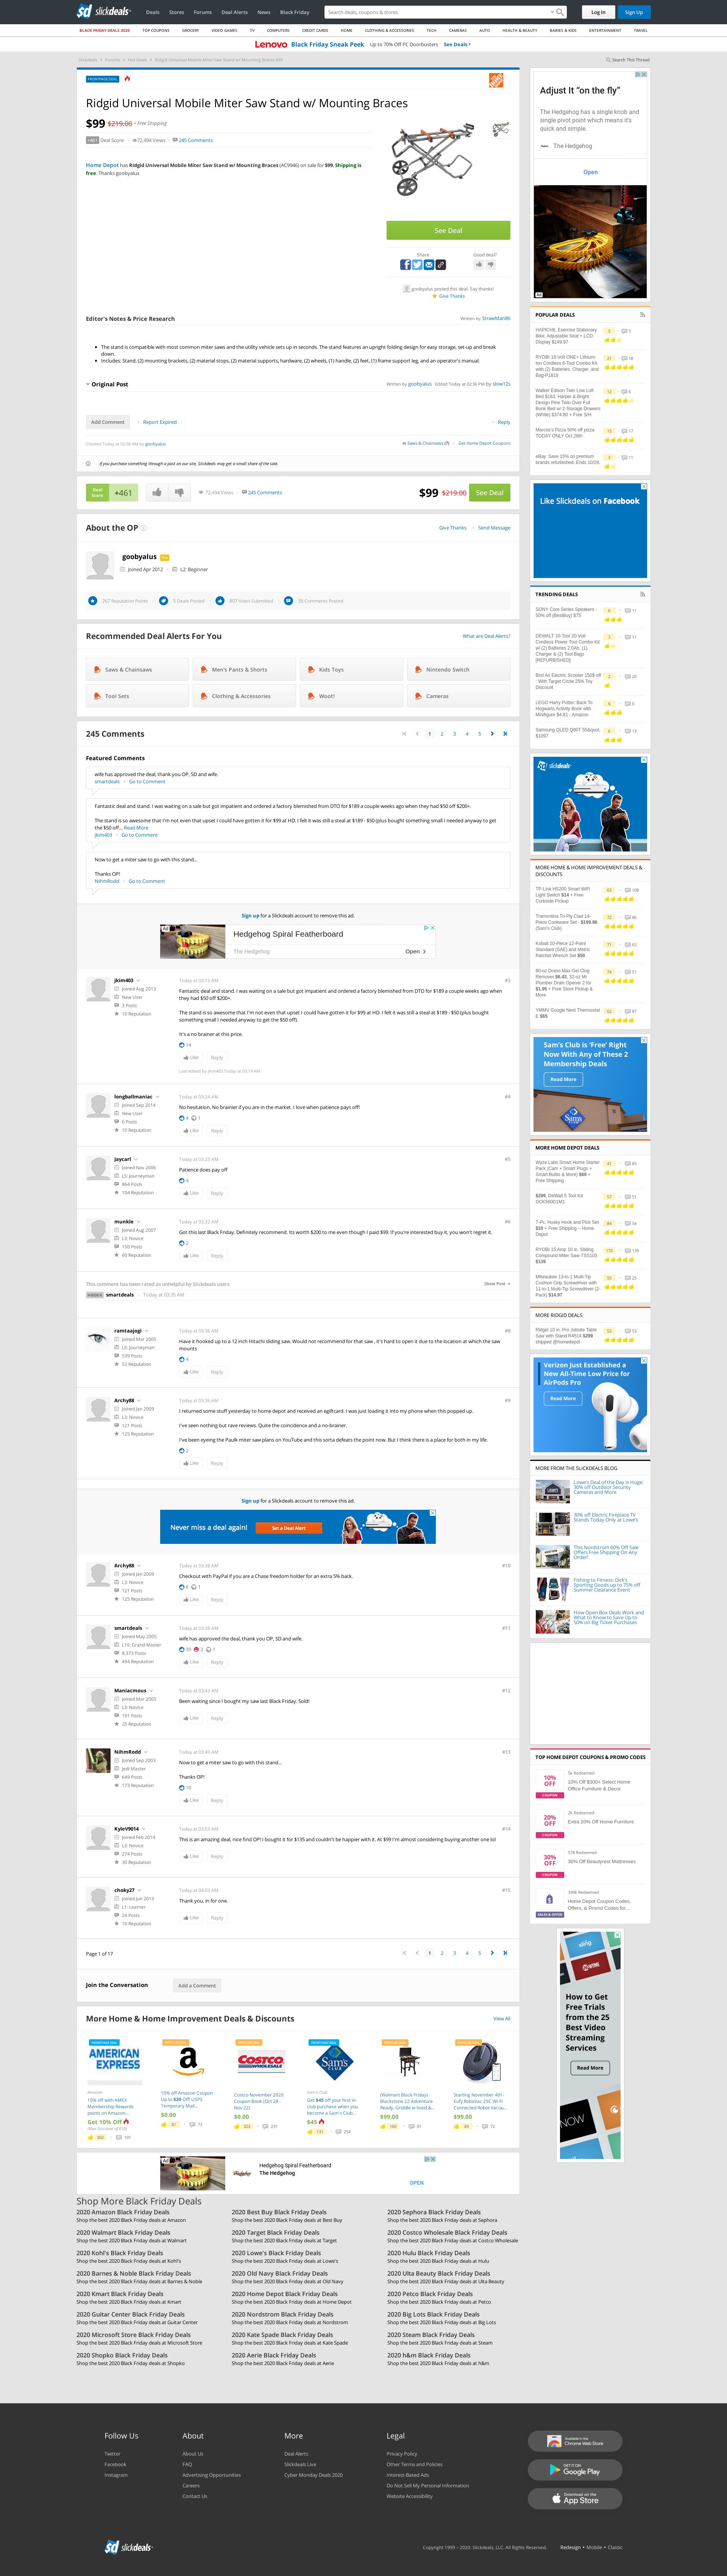 sd slickdeals
Deals Stores Forums Deal Alerts News Black Friday
Search deals, coupons & stores
Log In Sign Up
BLACK FRIDAY DEALS 2020 TOP COUPONS GROCERY VIDEO GAMES TV COMPUTERS CREDIT CARDS HOME CLOTHING & ACCESSORIES TECH CAMERAS AUTO HEALTH & BEAUTY BABIES & KIDS ENTERTAINMENT TRAVEL
Lenovo Black Friday Sneak Peek Up to 70% Off PC Doorbusters See Deals
Search This Thread
FRONTPAGE DEAL
Ridgid Universal Mobile Miter Saw Stand w/ Mounting Braces
$99 $219.00 + Free Shipping
+461 Deal Score 72,494 Views 245 Comments
Home Depot has Ridgid Universal Mobile Miter Saw Stand w/ Mounting Braces (AC9946) on sale for $99. Shipping is
free. Thanks goobyalus
See Deal
Share Good deal?
goobyalus posted this deal. Say thanks!
Give Thanks
Editor's Notes & Price Research
Written by StrawMan86
The stand is compatible with most common miter saws and the utility vehicle sets up in seconds. The stand features an upright folding design for easy storage, set-up and break
down.
Includes: Stand, (2) mounting brackets, (2) material stops, (2) material supports, hardware, (2) wheels, (1) handle, (2) feet, (1) frame support leg, and an operator's manual.
Original Post
Written by goobyalus Edited Today at 02:36 PM by slow12s
Add Comment Report Expired Reply
Created Today at 02:58 AM by goobyalus
Saws & Chainsaws Get Home Depot Coupons
If you purchase something through a post on our site, Slickdeals may get a small share of the sale.
Deal
Score
+461
72,494 Views 245 Comments
$99 $219.00 See Deal
About the OP
Give Thanks Send Message
goobyalus
Joined Apr 2012 L2: Beginner
267 Reputation Points 5 Deals Posted 807 Votes Submitted 35 Comments Posted
Recommended Deal Alerts For You
What are Deal Alerts?
Saws & Chainsaws Men's Pants & Shorts Kids Toys Nintendo Switch
Tool Sets Clothing & Accessories Woot! Cameras
245 Comments
1 2 3 4 5
Featured Comments
wife has approved the deal, thank you OP, SD and wife.
smartdeals Go to Comment
Fantastic deal and stand. I was waiting on a sale but got impatient and ordered a factory blemished from DTO for $189 a couple weeks ago when they had $50 off $200+.
The stand is so awesome that I'm not even that upset I could have gotten it for $99 at HD. I felt it was still a steal at $189 - $50 (plus bought something small I needed anyway to get
the $50 off... Read More
jkim403 Go to Comment
Now to get a miter saw to go with this stand...
Thanks OP!
NihmRodd Go to Comment
Sign up for a Slickdeals account to remove this ad.
Hedgehog Spiral Featherboard
The Hedgehog Open
jkim403
Joined Aug 2013
New User
3 Posts
10 Reputation
Today at 03:15 AM
#3
Fantastic deal and stand. I was waiting on a sale but got impatient and ordered a factory blemished from DTO for $189 a couple weeks ago when
they had $50 off $200+.
The stand is so awesome that I'm not even that upset I could have gotten it for $99 at HD. I felt it was still a steal at $189 - $50 (plus bought
something small I needed anyway to get the $50 off).
It's a no brainer at this price.
14
Like Reply
Last edited by jkim403 Today at 03:19 AM.
longballmaniac
Joined Sep 2014
New User
6 Posts
10 Reputation
Today at 03:24 AM
#4
No hesitation, No brainier if you are in the market. I love when patience pays off!
4 1
Like Reply
Jaycarl
Joined Nov 2006
L5: Journeyman
864 Posts
104 Reputation
Today at 03:25 AM
#5
Patience does pay off
4
Like Reply
munkle
Joined Aug 2007
L3: Novice
150 Posts
60 Reputation
Today at 03:32 AM
#6
Got this last Black Friday. Definitely recommend. Its worth $200 to me even though I paid $99. If you're interested buy it, you won't regret it.
2
Like Reply
This comment has been rated as unhelpful by Slickdeals users
Show Post
HIDDEN smartdeals Today at 03:35 AM
ramtaajogi
Joined Mar 2005
L5: Journeyman
539 Posts
53 Reputation
Today at 03:36 AM
#8
Have it hooked up to a 12 inch Hitachi sliding saw. Would not recommend for that saw , it's hard to open it due to the location at which the saw
mounts
4
Like Reply
Archy88
Joined Jan 2009
L3: Novice
121 Posts
125 Reputation
Today at 03:36 AM
#9
I returned some stuff yesterday to home depot and received an egiftcard. I was just loading it into my phone when this popped up.
I've seen nothing but rave reviews. Quite the coincidence and a no-brainer.
I've been eyeing the Paulk miter saw plans on YouTube and this sorta defeats the point now. But I think there is a place for both in my life.
2
Like Reply
Sign up for a Slickdeals account to remove this ad.
Never miss a deal again! Set a Deal Alert
Archy88
Joined Jan 2009
L3: Novice
121 Posts
125 Reputation
Today at 03:38 AM
#10
Checkout with PayPal if you are a Chase freedom holder for an extra 5% back.
6 1
Like Reply
smartdeals
Joined May 2005
L10: Grand Master
8,373 Posts
494 Reputation
Today at 03:38 AM
#11
wife has approved the deal, thank you OP, SD and wife.
33 2 1
Like Reply
Maniacmous
Joined Mar 2005
L3: Novice
191 Posts
25 Reputation
Today at 03:43 AM
#12
Been waiting since I bought my saw last Black Friday. Sold!
Like Reply
NihmRodd
Joined Sep 2003
Jedi Master
649 Posts
173 Reputation
Today at 03:49 AM
#13
Now to get a miter saw to go with this stand...
Thanks OP!
10
Like Reply
KyleV9014
Joined Feb 2014
L3: Novice
274 Posts
30 Reputation
Today at 03:53 AM
#14
This is an amazing deal, nice find OP! I bought it for $135 and couldn't be happier with it. At $99 I'm almost considering buying another one lol
Like Reply
choky27
Joined Jun 2013
L1: Learner
24 Posts
10 Reputation
Today at 04:03 AM
#15
Thank you, in for one.
Like Reply
Page 1 of 17
1 2 3 4 5
Join the Conversation Add a Comment
More Home & Home Improvement Deals & Discounts
View All
AMERICAN
EXPRESS
COSTCO
WHOLESALE
Sam's
CLUB
10% off with AMEX
Membership Rewards
points on Amazon...
Get 10% Off
10% off Amazon Coupon
Up to $20 Off USPS
Temporary Mail...
$0.00
Costco November 2020
Coupon Book (Oct 28 -
Nov 22)
$0.00
Sam's Club
Get $45 off your first in-
club purchase when you
become a Sam's Club...
$45
(Walmart Black Friday)
Blackstone 22 Adventure
Ready, Griddle w hood &...
$99.00
Starting November 4th -
Eufy RoboVac 25C Wi-Fi
Connected Robot Vacuu...
$99.00
Hedgehog Spiral Featherboard
The Hedgehog
OPEN
Shop More Black Friday Deals
2020 Amazon Black Friday Deals
Shop the best 2020 Black Friday deals at Amazon
2020 Best Buy Black Friday Deals
Shop the best 2020 Black Friday deals at Best Buy
2020 Sephora Black Friday Deals
Shop the best 2020 Black Friday deals at Sephora
2020 Walmart Black Friday Deals
Shop the best 2020 Black Friday deals at Walmart
2020 Target Black Friday Deals
Shop the best 2020 Black Friday deals at Target
2020 Costco Wholesale Black Friday Deals
Shop the best 2020 Black Friday deals at Costco Wholesale
2020 Kohl's Black Friday Deals
Shop the best 2020 Black Friday deals at Kohl's
2020 Lowe's Black Friday Deals
Shop the best 2020 Black Friday deals at Lowe's
2020 Hulu Black Friday Deals
Shop the best 2020 Black Friday deals at Hulu
2020 Barnes & Noble Black Friday Deals
Shop the best 2020 Black Friday deals at Barnes & Noble
2020 Old Navy Black Friday Deals
Shop the best 2020 Black Friday deals at Old Navy
2020 Ulta Beauty Black Friday Deals
Shop the best 2020 Black Friday deals at Ulta Beauty
2020 Kmart Black Friday Deals
Shop the best 2020 Black Friday deals at Kmart
2020 Home Depot Black Friday Deals
Shop the best 2020 Black Friday deals at Home Depot
2020 Petco Black Friday Deals
Shop the best 2020 Black Friday deals at Petco
2020 Guitar Center Black Friday Deals
Shop the best 2020 Black Friday deals at Guitar Center
2020 Nordstrom Black Friday Deals
Shop the best 2020 Black Friday deals at Nordstrom
2020 Big Lots Black Friday Deals
Shop the best 2020 Black Friday deals at Big Lots
2020 Microsoft Store Black Friday Deals
Shop the best 2020 Black Friday deals at Microsoft Store
2020 Kate Spade Black Friday Deals
Shop the best 2020 Black Friday deals at Kate Spade
2020 Steam Black Friday Deals
Shop the best 2020 Black Friday deals at Steam
2020 Shopko Black Friday Deals
Shop the best 2020 Black Friday deals at Shopko
2020 Aerie Black Friday Deals
Shop the best 2020 Black Friday deals at Aerie
2020 h&m Black Friday Deals
Shop the best 2020 Black Friday deals at h&m
Adjust It "on the fly"
The Hedgehog has a single knob and
single pivot point which means it's
quick and simple.
The Hedgehog
Open
POPULAR DEALS
HAPICHIL Exercise Stationary
Bike, Adjustable Seat + LCD
Display $149.97
RYOBI 18-Volt ONE+ Lithium-
Ion Cordless 6-Tool Combo Kit
with (2) Batteries, Charger, and
Bag-P1819
Walker Edison Twin Low Loft
Bed $163, Harper & Bright
Design Pine Twin Over Full
Bunk Bed w/ 2-Storage Drawers
(White) $374.80 + Free S/H
Marcos's Pizza 50% off pizza
TODAY ONLY Oct 28th
eBay: Save 15% on premium
brands refurbished. Ends 10/29.
Like Slickdeals on Facebook
TRENDING DEALS
SONY Core Series Speakers -
50% off (BestBuy) $75
DEWALT 10-Tool 20-Volt
Cordless Power Tool Combo Kit
w/ (2) Batteries 2.0Ah, (1)
Charger & (2) Tool Bags
[REFURBISHED]
Bird Air Electric Scooter 150$ off
- With Target Circle 25% Toy
Discount
LEGO Harry Potter: Back To
Hogwarts Activity Book with
Minifigure $4.81 - Amazon
Samsung QLED Q80T 55&quot;
$1097
slickdeals
MORE HOME & HOME IMPROVEMENT DEALS &
DISCOUNTS
TP-Link HS200 Smart WiFi
Light Switch $14 + Free
Curbside Pickup
Tramontina Tri-Ply Clad 14-
Piece Cookware Set - $199.98
(Sam's Club)
Kobalt 20-Piece 12-Point
Standard (SAE) and Metric
Ratchet Wrench Set $50
80-oz Drano Max Gel Clog
Remover $6.43, 32-oz Mr
Plumber Drain Opener 2 for
$1.95 + Free Store Pickup &
More
YMMV Google Nest Thermostat
E $65
Sam's Club is 'Free' Right
Now With Any of These 2
Membership Deals
Read More
MORE HOME DEPOT DEALS
Wyze Labs Smart Home Starter
Pack (Cam + Smart Plugs +
Smart Bulbs & More) $69 +
Free Shipping
$299, DeWalt 5 Tool Kit
DCK560D1M1
7-Pc. Husky Hook and Pick Set
$10 + Free Shipping ~ Home
Depot
RYOBI 15 Amp 10 in. Sliding
Compound Miter Saw-TSS103
$139
Milwaukee 13-in-1 Multi-Tip
Cushion Grip Screwdriver with
11-in-1 Multi-Tip Screwdriver (2-
Pack) $14.97
MORE RIDGID DEALS
Ridgid 10 in. Pro Jobsite Table
Saw with Stand R4514 $299
shipped @homedepot
Verizon Just Established a
New All-Time Low Price for
AirPods Pro
Read More
MORE FROM THE SLICKDEALS BLOG
Lowe's Deal of the Day is Huge:
30% off Outdoor Security
Cameras and More
30% off Electric Fireplace TV
Stands Today Only at Lowe's
This Nordstrom 60% Off Sale
Offers Free Shipping On Any
Order!
Fishing to Fitness: Dick's
Sporting Goods up to 75% off
Summer Clearance Event
How Open Box Deals Work and
What to Know to Save Up to
50% on Big Ticket Purchases
TOP HOME DEPOT COUPONS & PROMO CODES
10%
OFF
COUPON
5k Redeemed
10% Off $300+ Select Home
Office Furniture & Decor
20%
OFF
COUPON
2k Redeemed
Extra 20% Off Home Furniture
30%
OFF
COUPON
578 Redeemed
30% Off Beautyrest Mattresses
SALES & OFFER
399k Redeemed
Home Depot Coupon Codes,
Offers, & Promo Codes for...
sling
SHOWTIME
How to Get
Free Trials
from the 25
Best Video
Streaming
Services
Read More
NOW
Follow Us About More Legal
Twitter About Us Deal Alerts Privacy Policy
Facebook FAQ Slickdeals Live Other Terms and Policies
Instagram Advertising Opportunities Cyber Monday Deals 2020 Interest-Based Ads
Careers Do Not Sell My Personal Information
Contact Us Website Accessibility
Available in the
Chrome Web Store
GET IT ON
Google Play
Download on the
App Store
sd slickdeals
Copyright 1999 - 2020. Slickdeals, LLC. All Rights Reserved. Redesign • Mobile • Classic